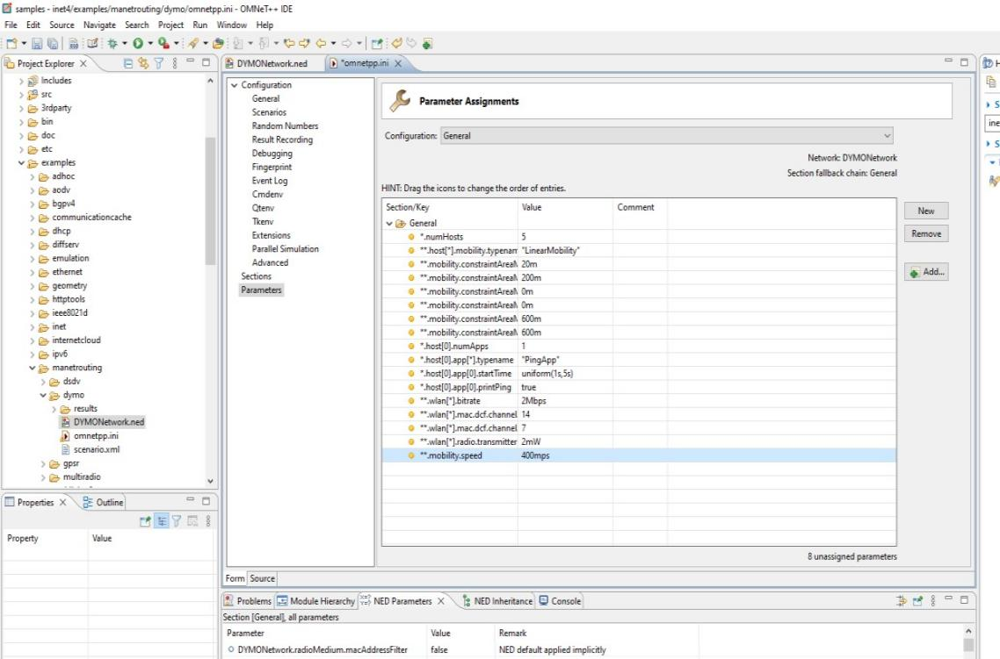 samples - inet4/examples/manetrouting/dymo/omnetpp.ini - OMNeT++ IDE
File Edit Source Navigate Search Project Run Window Help
Project Explorer
Includes
src
3rdparty
bin
doc
etc
examples
adhoc
aodv
bgpv4
communicationcache
dhcp
diffserv
emulation
ethernet
geometry
httptools
ieee8021d
inet
internetcloud
ipv6
manetrouting
dsdv
dymo
results
DYMONetwork.ned
omnetpp.ini
scenario.xml
gpsr
multiradio
Properties Outline
Property Value
DYMONetwork.ned *omnetpp.ini
Configuration
General
Scenarios
Random Numbers
Result Recording
Debugging
Fingerprint
Event Log
Cmdenv
Qtenv
Tkenv
Extensions
Parallel Simulation
Advanced
Sections
Parameters
Parameter Assignments
Configuration: General
Network: DYMONetwork
Section fallback chain: General
HINT: Drag the icons to change the order of entries.
Section/Key Value Comment
General
*.numHosts 5
**.host[*].mobility.typenam "LinearMobility"
**.mobility.constraintArea 20m
**.mobility.constraintArea 200m
**.mobility.constraintArea 0m
**.mobility.constraintArea 0m
**.mobility.constraintArea 600m
**.mobility.constraintArea 600m
*.host[0].numApps 1
*.host[0].app[*].typename "PingApp"
*.host[0].app[0].startTime uniform(1s,5s)
*.host[0].app[0].printPing true
**.wlan[*].bitrate 2Mbps
**.wlan[*].mac.dcf.channel 14
**.wlan[*].mac.dcf.channel 7
**.wlan[*].radio.transmitter 2mW
**.mobility.speed 400mps
New
Remove
Add...
8 unassigned parameters
Form Source
Problems Module Hierarchy NED Parameters NED Inheritance Console
Section [General], all parameters
Parameter Value Remark
DYMONetwork.radioMedium.macAddressFilter false NED default applied implicitly
H
S
ine
S